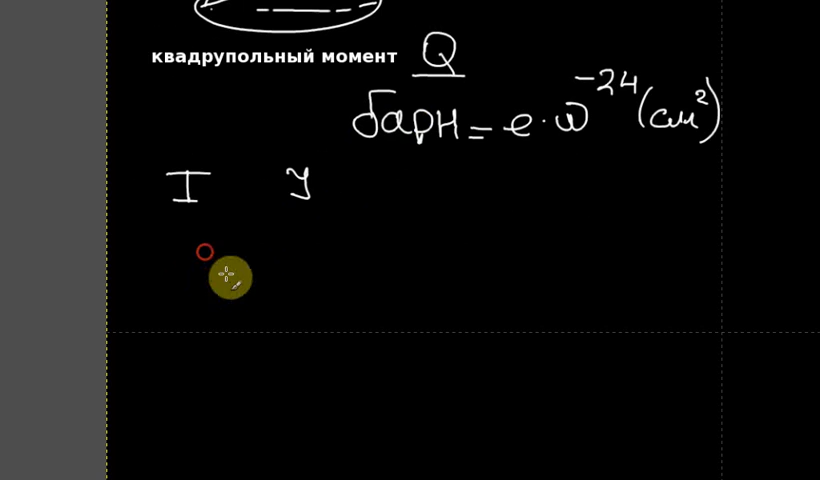 квадрупольный момент Q
барн = e · 10⁻²⁴ (см²)
I У